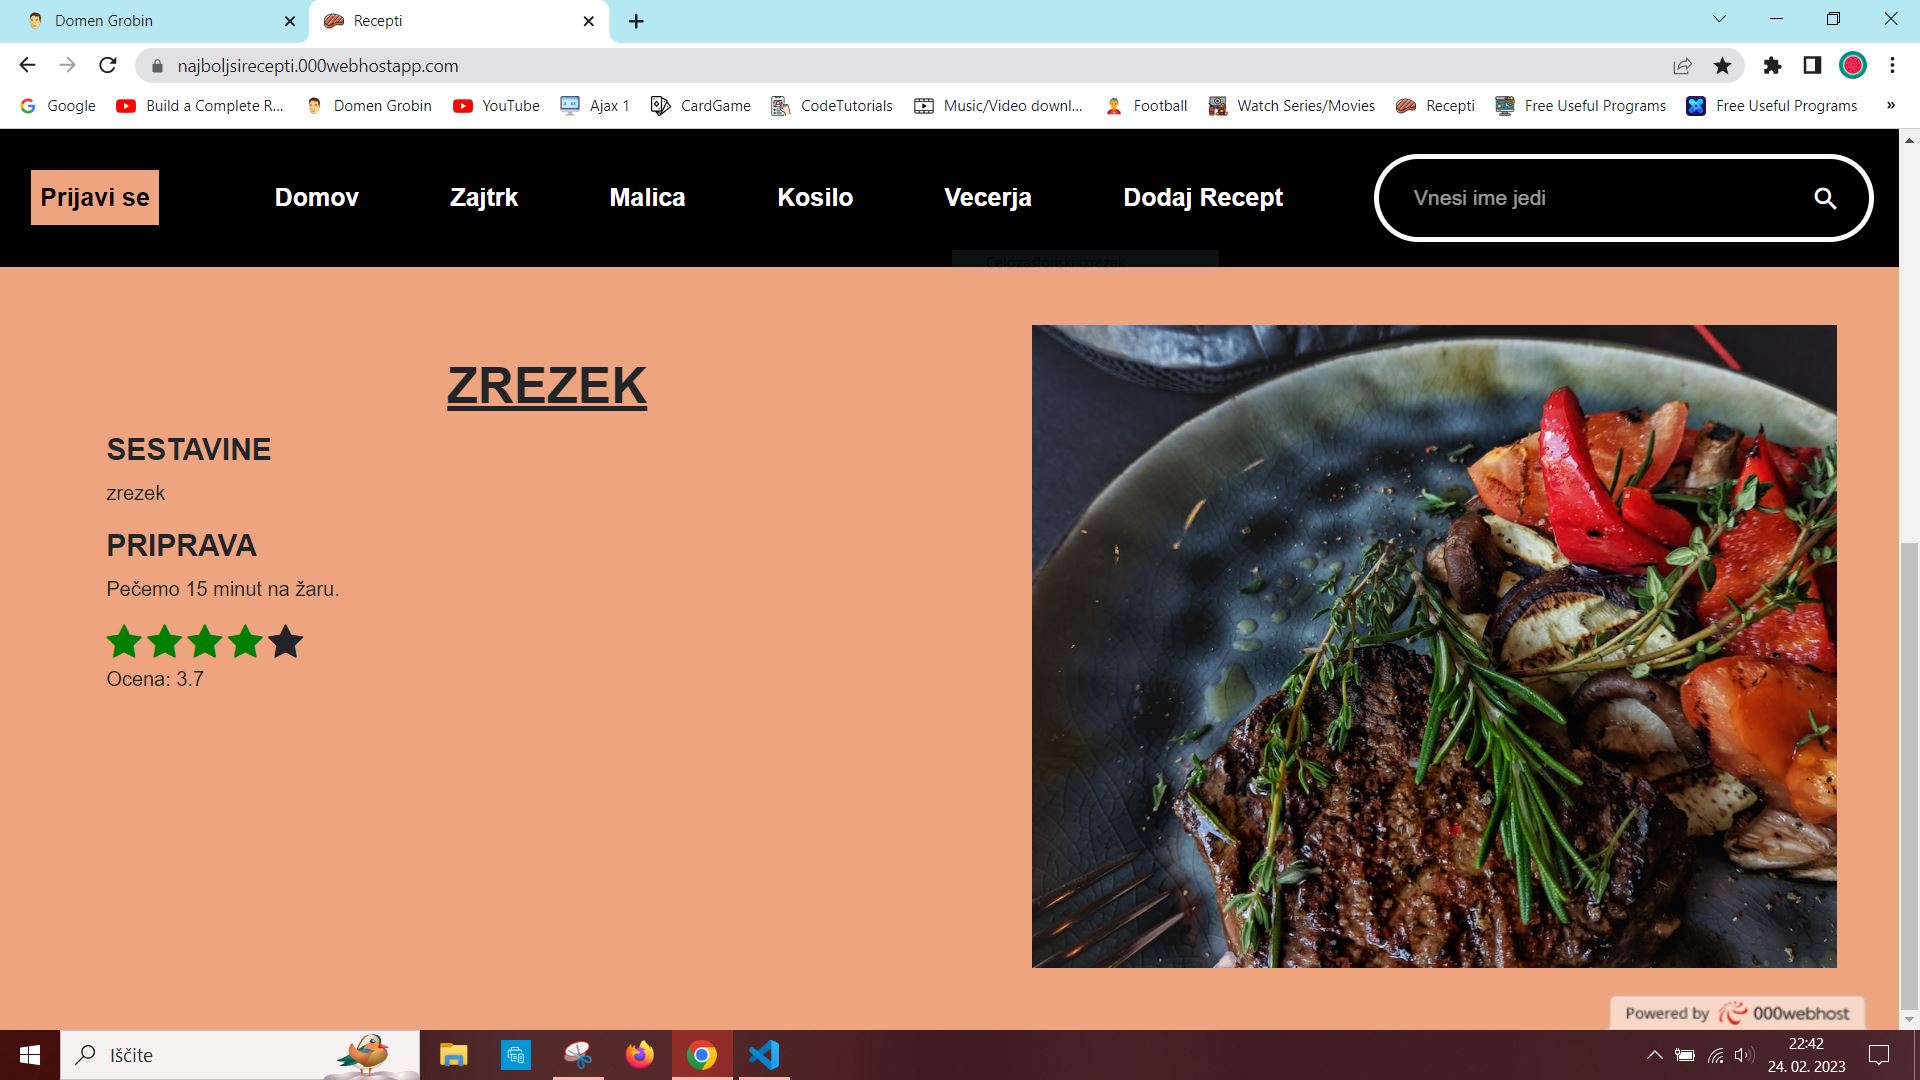 Domen Grobin
Recepti
najboljsirecepti.000webhostapp.com
Google
Build a Complete R...
Domen Grobin
YouTube
Ajax 1
CardGame
CodeTutorials
Music/Video downl...
Football
Watch Series/Movies
Recepti
Free Useful Programs
Free Useful Programs
»
Prijavi se
Domov
Zajtrk
Malica
Kosilo
Vecerja
Dodaj Recept
Vnesi ime jedi
Celozaslonski izrezek
ZREZEK
SESTAVINE
zrezek
PRIPRAVA
Pečemo 15 minut na žaru.
Ocena: 3.7
Powered by 000webhost
Iščite
22:42
24. 02. 2023